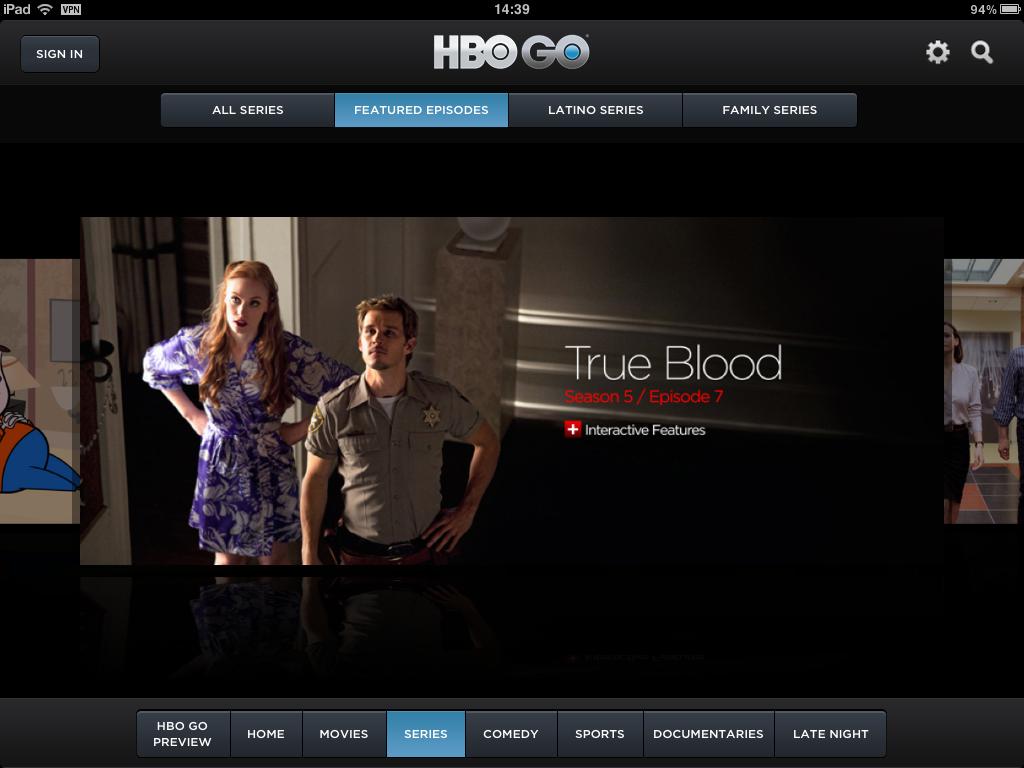 iPad VPN 14:39 94%
SIGN IN
HBO GO
ALL SERIES
FEATURED EPISODES
LATINO SERIES
FAMILY SERIES
True Blood
Season 5 / Episode 7
Interactive Features
HBO GO
PREVIEW
HOME
MOVIES
SERIES
COMEDY
SPORTS
DOCUMENTARIES
LATE NIGHT